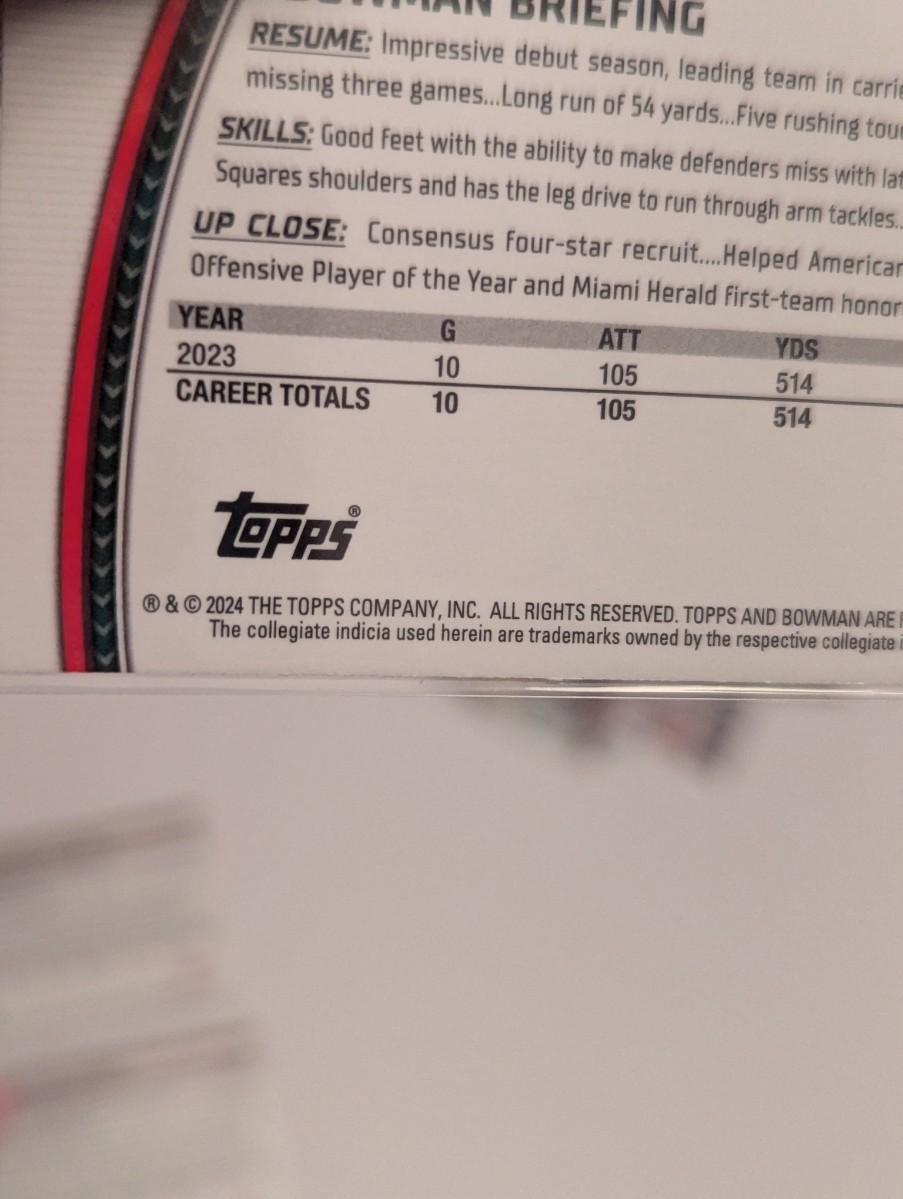 BOWMAN BRIEFING
RESUME: Impressive debut season, leading team in
missing three games...Long run of 54 yards...Five rushing
SKILLS: Good feet with the ability to make defenders miss with
Squares shoulders and has the leg drive to run through arm tackles..
UP CLOSE: Consensus four-star recruit....Helped American
Offensive Player of the Year and Miami Herald first-team
YEAR G ATT YDS
2023 10 105 514
CAREER TOTALS 10 105 514
topps®
® & © 2024 THE TOPPS COMPANY, INC. ALL RIGHTS RESERVED. TOPPS AND BOWMAN ARE
The collegiate indicia used herein are trademarks owned by the respective collegiate